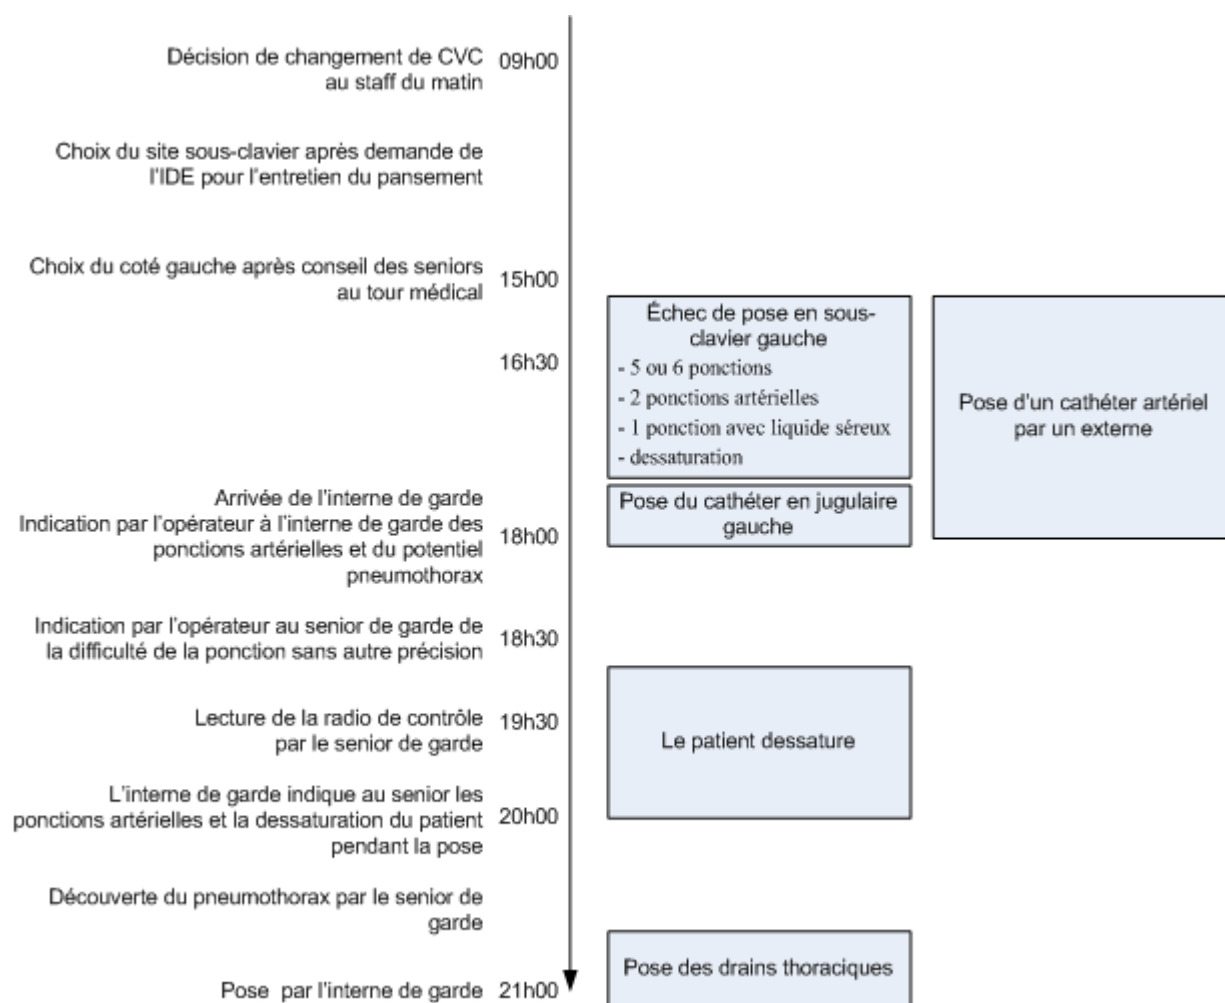 Décision de changement de CVC
au staff du matin
09h00
Choix du site sous-clavier après demande de
l'IDE pour l'entretien du pansement
Choix du coté gauche après conseil des seniors
au tour médical
15h00
Échec de pose en sous-
clavier gauche
- 5 ou 6 ponctions
- 2 ponctions artérielles
- 1 ponction avec liquide séreux
- dessaturation
16h30
Pose d'un cathéter artériel
par un externe
Arrivée de l'interne de garde
Indication par l'opérateur à l'interne de garde des
ponctions artérielles et du potentiel
pneumothorax
18h00
Pose du cathéter en jugulaire
gauche
Indication par l'opérateur au senior de garde de
la difficulté de la ponction sans autre précision
18h30
Lecture de la radio de contrôle
par le senior de garde
19h30
Le patient dessature
L'interne de garde indique au senior les
ponctions artérielles et la dessaturation du patient
pendant la pose
20h00
Découverte du pneumothorax par le senior de
garde
Pose des drains thoraciques
Pose par l'interne de garde
21h00